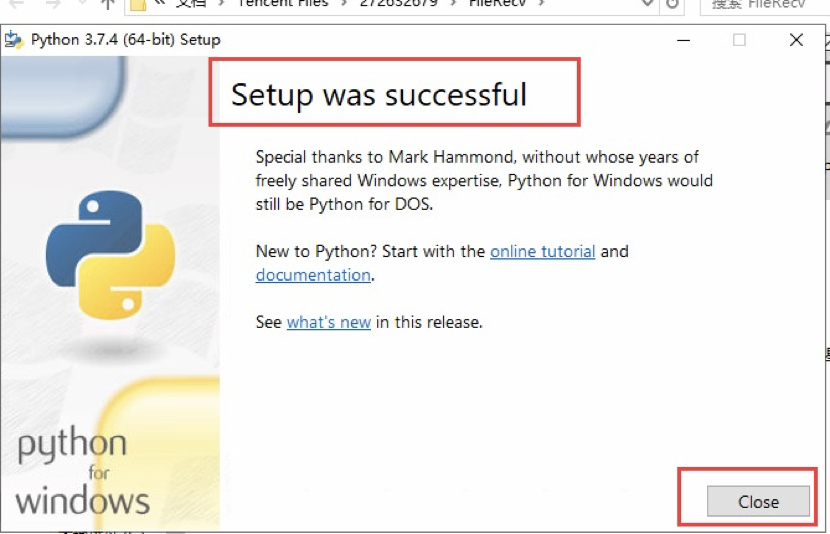 文档 > Tencent Files > 272632679 > FileRecv >
搜索"FileRecv"
Python 3.7.4 (64-bit) Setup
Setup was successful
Special thanks to Mark Hammond, without whose years of
freely shared Windows expertise, Python for Windows would
still be Python for DOS.
New to Python? Start with the online tutorial and
documentation.
See what's new in this release.
python
for
windows
Close